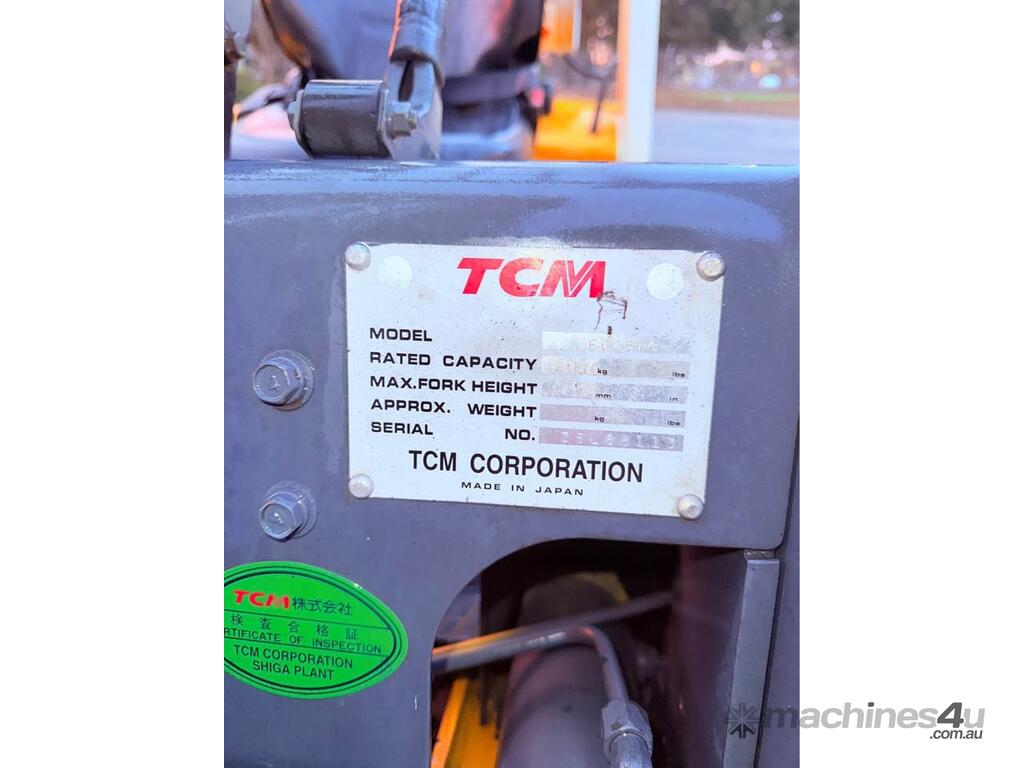 TCM
MODEL
RATED CAPACITY kg lbs
MAX.FORK HEIGHT mm in
APPROX. WEIGHT kg lbs
SERIAL NO.
TCM CORPORATION
MADE IN JAPAN
4
TCM株式会社
検査合格証
RTIFICATE OF INSPECTION
TCM CORPORATION
SHIGA PLANT
machines4u
.com.au